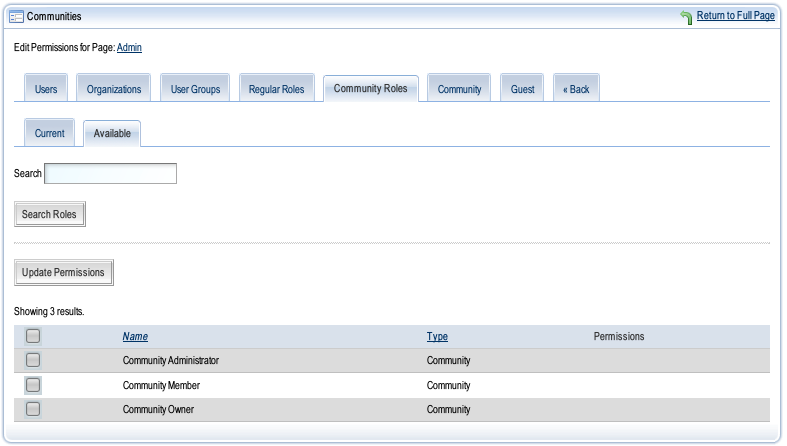 Communities Return to Full Page
Edit Permissions for Page: Admin
Users Organizations User Groups Regular Roles Community Roles Community Guest « Back
Current Available
Search
Search Roles
Update Permissions
Showing 3 results.
Name Type Permissions
Community Administrator Community
Community Member Community
Community Owner Community